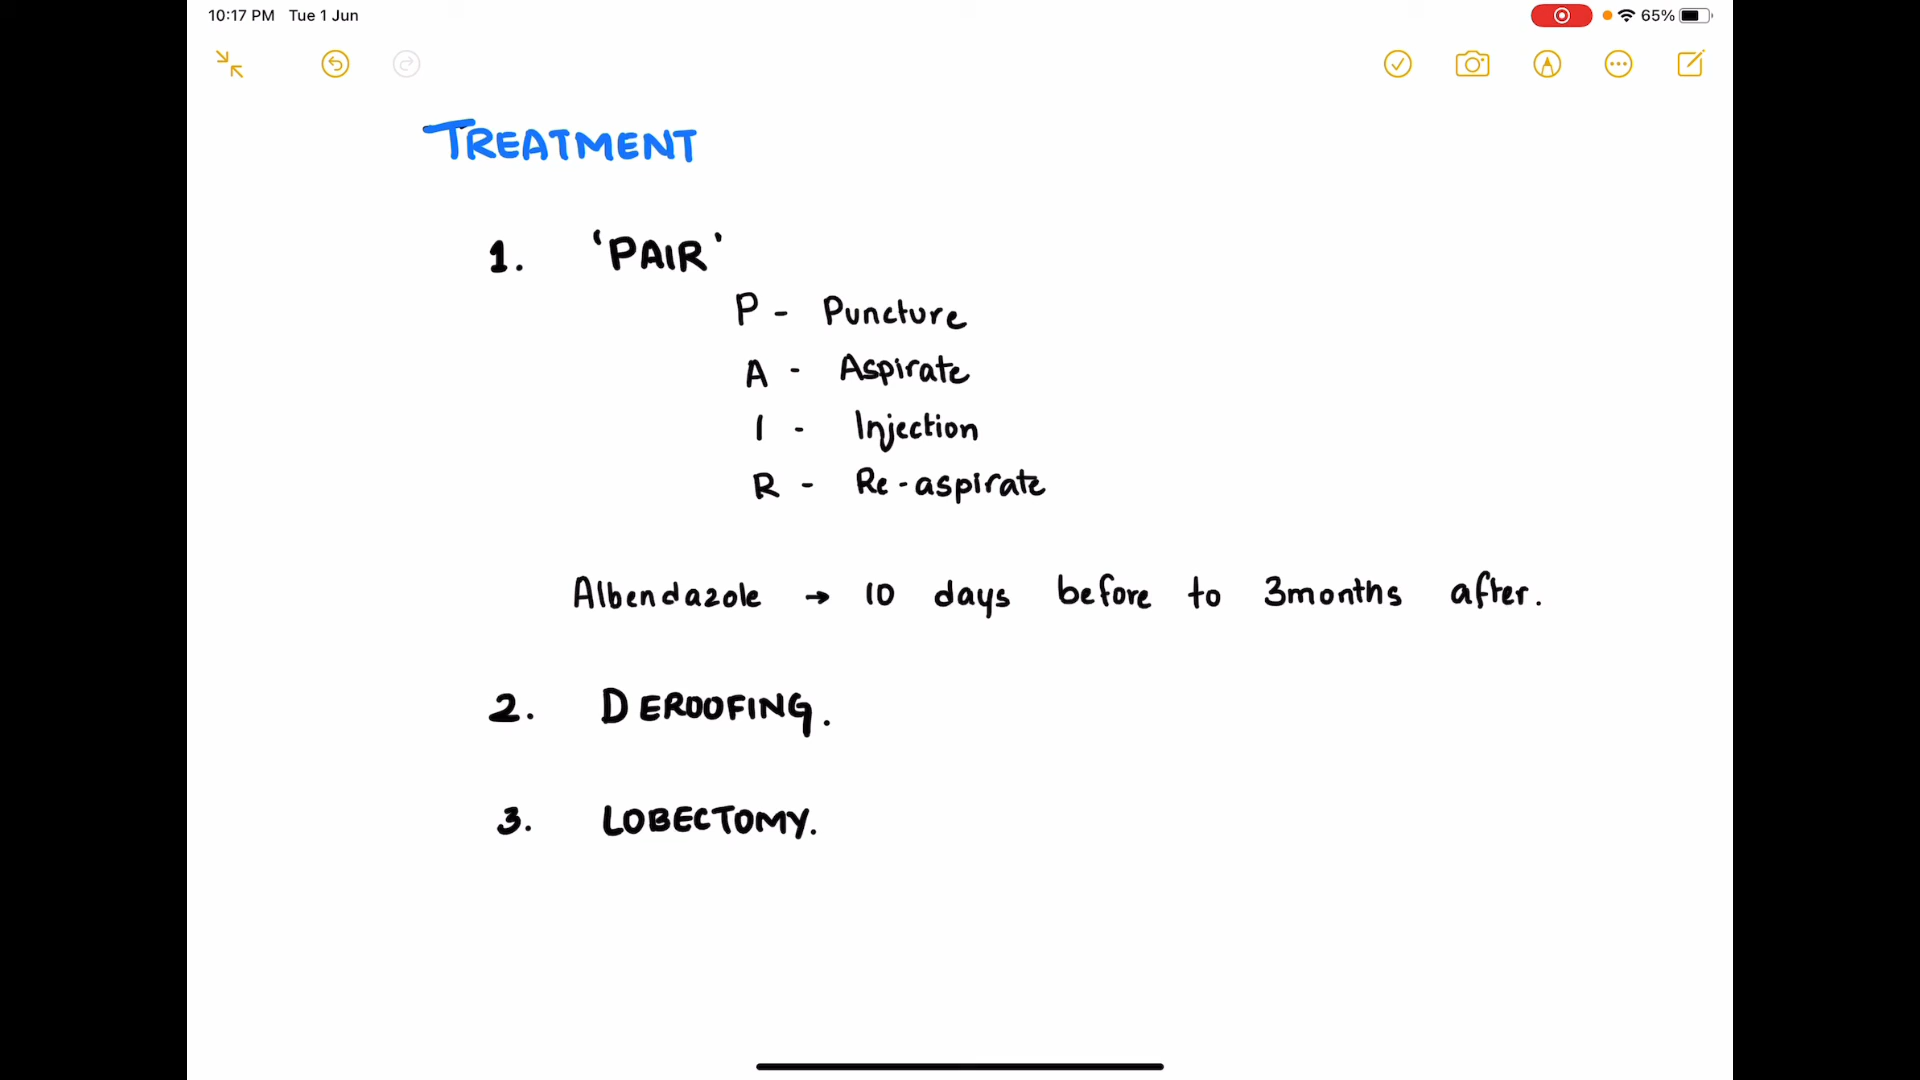 10:17 PM Tue 1 Jun 65%
TREATMENT
1. 'PAIR'
P - Puncture
A - Aspirate
I - Injection
R - Re-aspirate
Albendazole → 10 days before to 3months after.
2. DEROOFING.
3. LOBECTOMY.